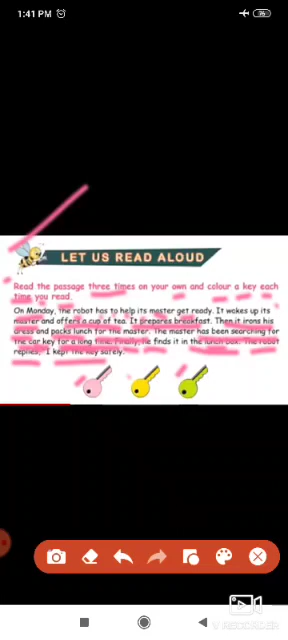 1:41 PM
LET US READ ALOUD
Read the passage three times on your own and colour a key each
time you read.
On Monday, the robot has to help its master get ready. It wakes up its
master and offers a cup of tea. It prepares breakfast. Then it irons his
dress and packs lunch for the master. The master has been searching for
the car key for a long time. Finally, he finds it in the lunch box. The robot
replies, 'I kept the key safely.'
V RECORDER